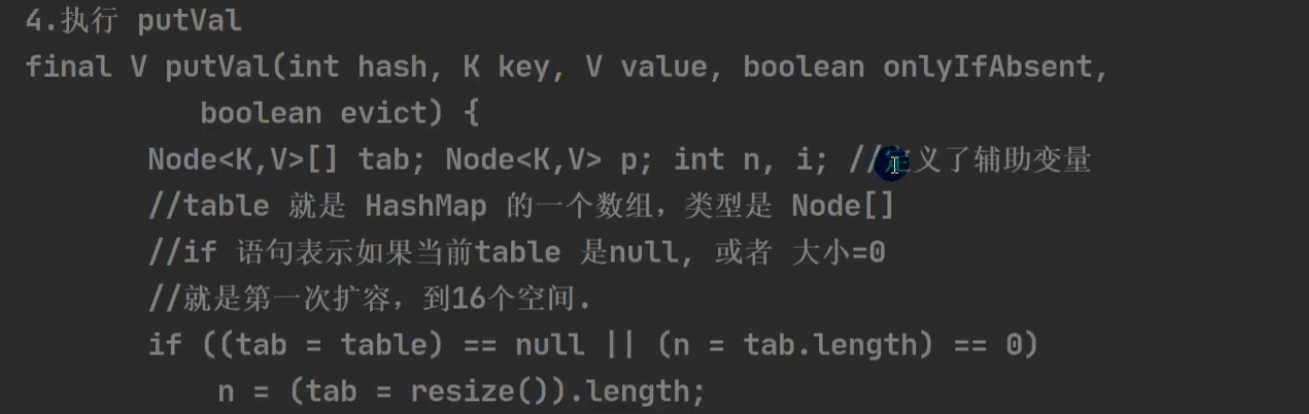 4.执行 putVal
final V putVal(int hash, K key, V value, boolean onlyIfAbsent,
boolean evict) {
Node<K,V>[] tab; Node<K,V> p; int n, i; //定义了辅助变量
//table 就是 HashMap 的一个数组，类型是 Node[]
//if 语句表示如果当前table 是null, 或者 大小=0
//就是第一次扩容，到16个空间.
if ((tab = table) == null || (n = tab.length) == 0)
n = (tab = resize()).length;